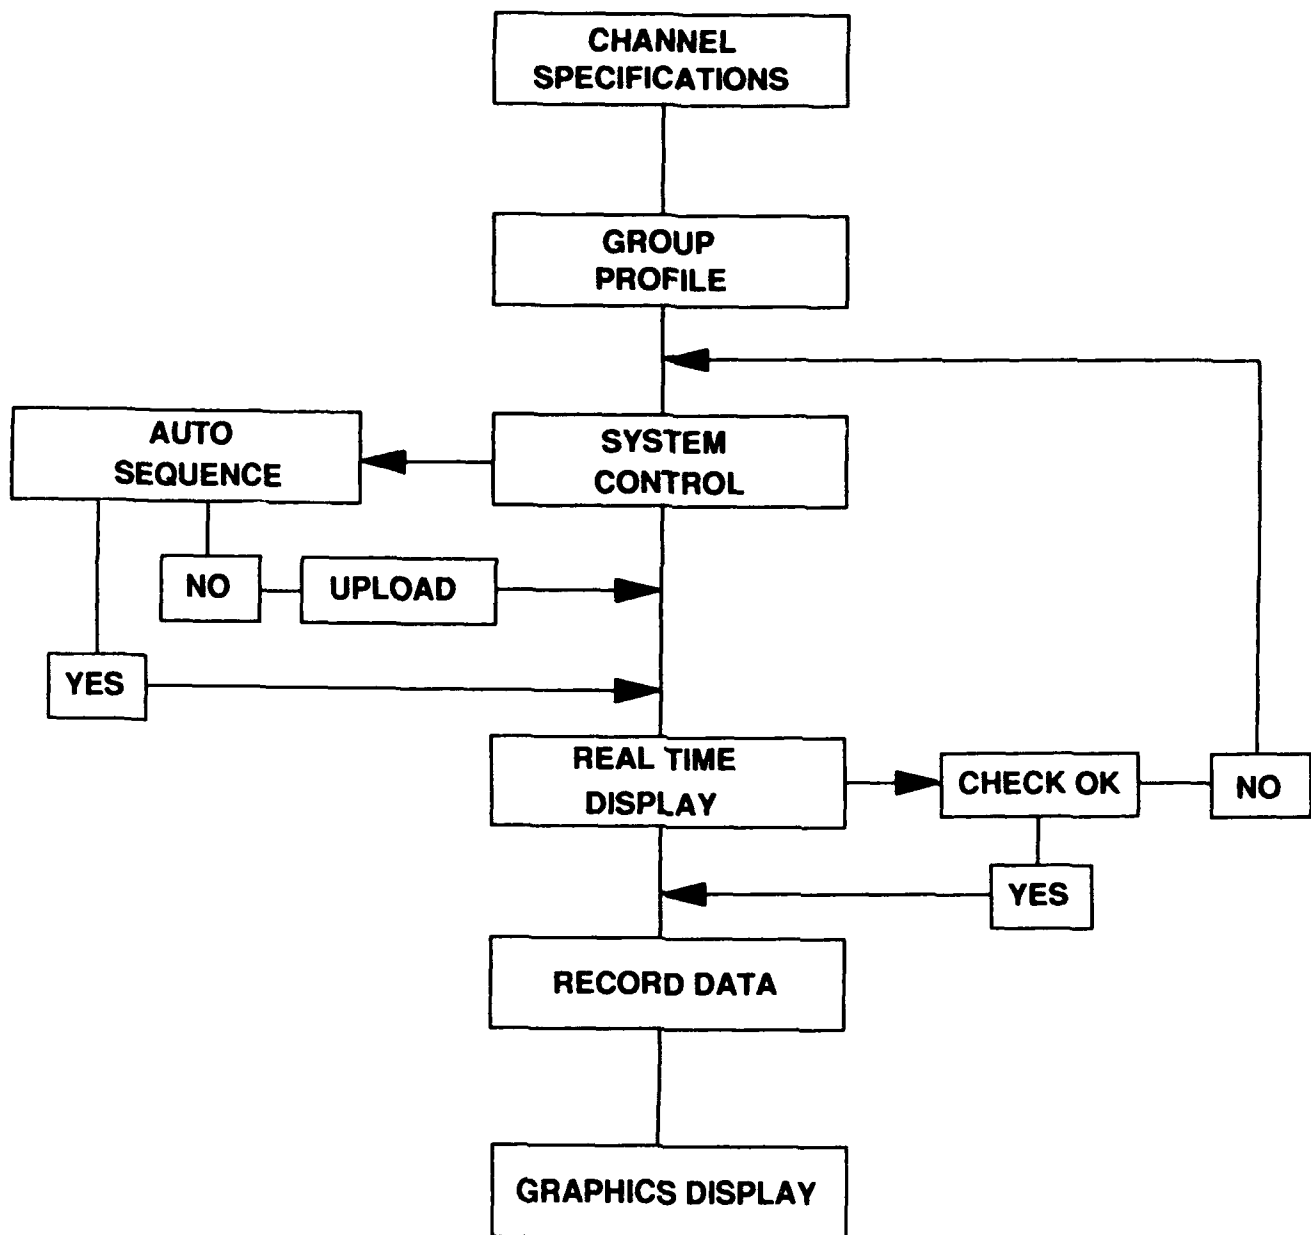 CHANNEL
SPECIFICATIONS
GROUP
PROFILE
AUTO
SEQUENCE
SYSTEM
CONTROL
NO
UPLOAD
YES
REAL TIME
DISPLAY
CHECK OK
NO
YES
RECORD DATA
GRAPHICS DISPLAY